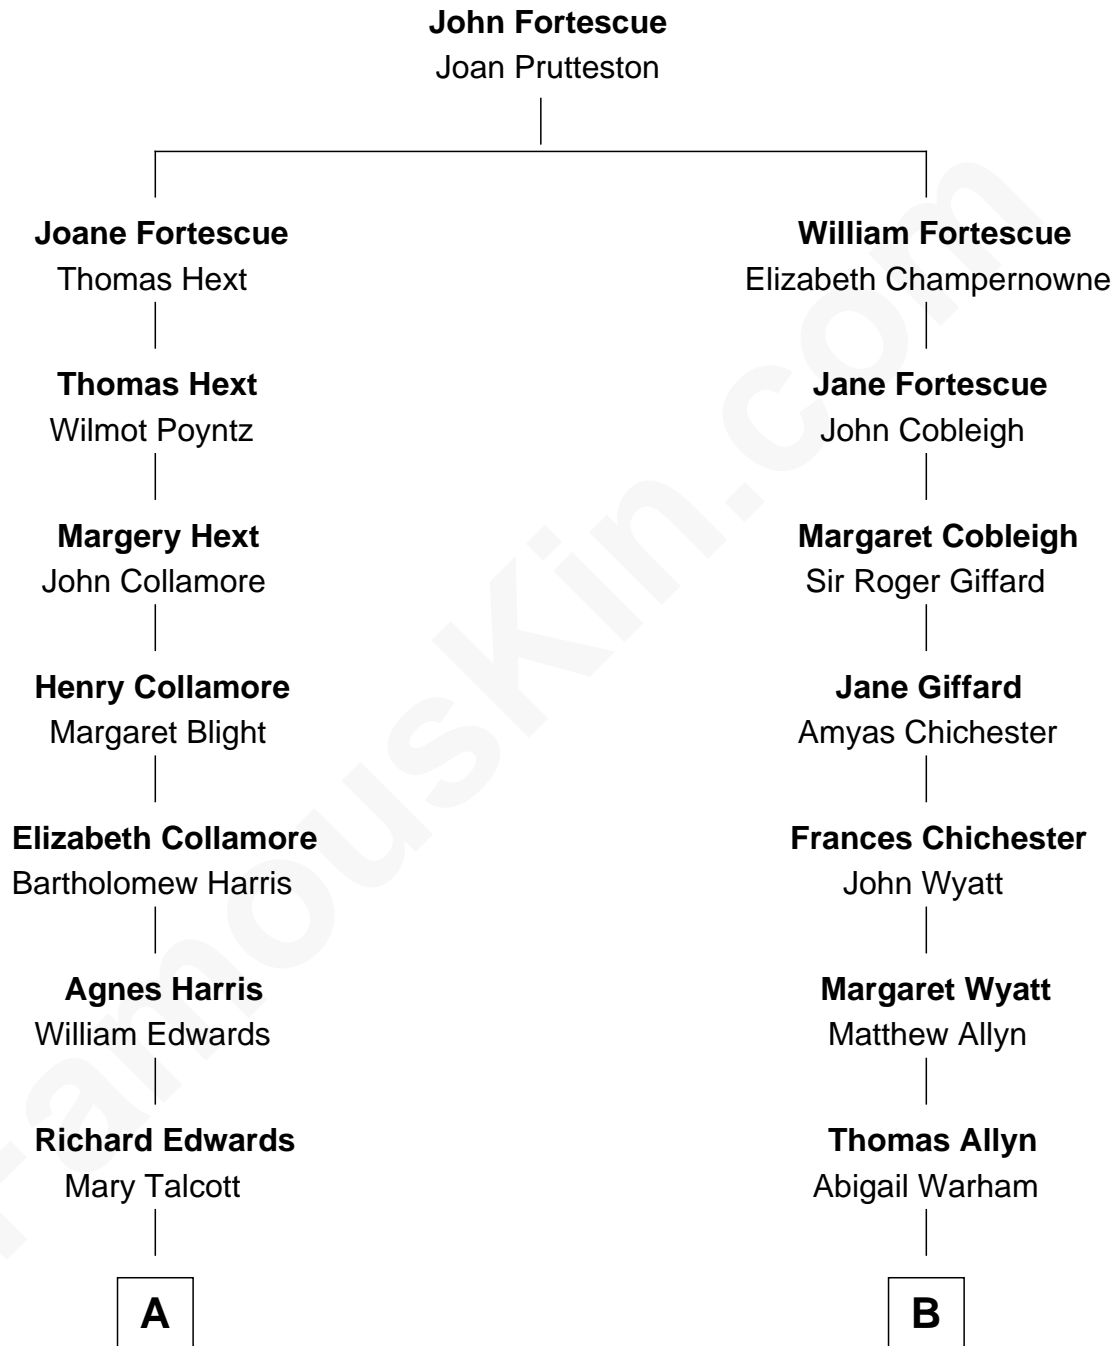 John Fortescue
Joan Prutteston
Joane Fortescue
Thomas Hext
William Fortescue
Elizabeth Champernowne
Thomas Hext
Wilmot Poyntz
Jane Fortescue
John Cobleigh
Margery Hext
John Collamore
Margaret Cobleigh
Sir Roger Giffard
Henry Collamore
Margaret Blight
Jane Giffard
Amyas Chichester
Elizabeth Collamore
Bartholomew Harris
Frances Chichester
John Wyatt
Agnes Harris
William Edwards
Margaret Wyatt
Matthew Allyn
Richard Edwards
Mary Talcott
Thomas Allyn
Abigail Warham
A
B
FamousKin.com